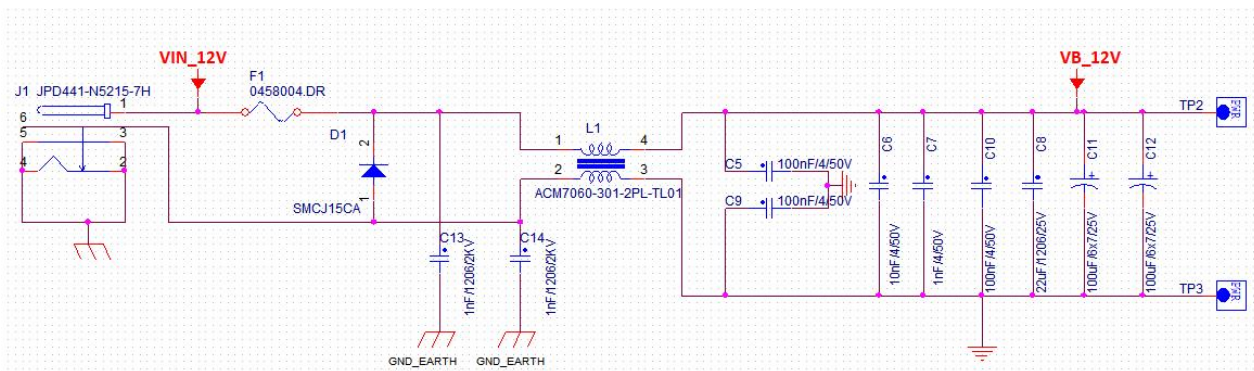 VIN_12V
VB_12V
J1 JPD441-N5215-7H
F1
0458004.DR
1
6
5
3
4
2
D1
2
1
SMCJ15CA
L1
1
4
2
3
ACM7060-301-2PL-TL01
C5
100nF/4/50V
C9
100nF/4/50V
C6
10nF/4/50V
C7
1nF/4/50V
C10
100nF/4/50V
C8
22uF/1206/25V
C11
100uF/6x7/25V
C12
100uF/6x7/25V
TP2
TP3
C13
1nF/1206/2KV
C14
1nF/1206/2KV
GND_EARTH
GND_EARTH